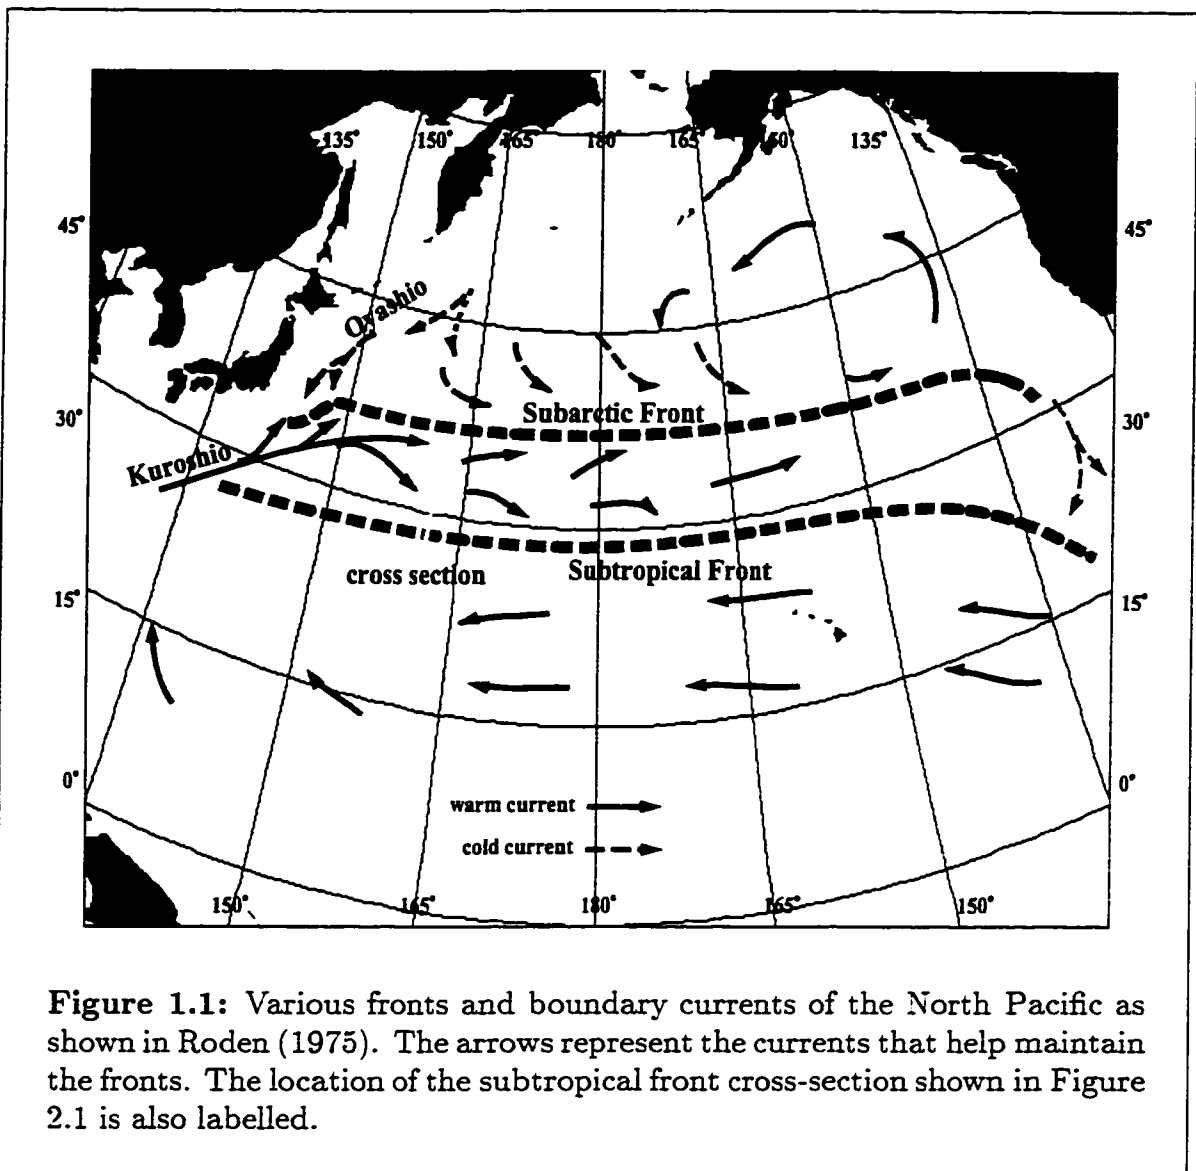 135° 150° 165° 180° 165° 150° 135°
45° 45°
Oyashio
30° Subarctic Front 30°
Kuroshio
cross section Subtropical Front
15° 15°
0° 0°
warm current
cold current
150° 165° 180° 165° 150°
Figure 1.1: Various fronts and boundary currents of the North Pacific as
shown in Roden (1975). The arrows represent the currents that help maintain
the fronts. The location of the subtropical front cross-section shown in Figure
2.1 is also labelled.